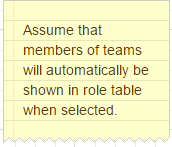 Assume that
members of teams
will automatically be
shown in role table
when selected.